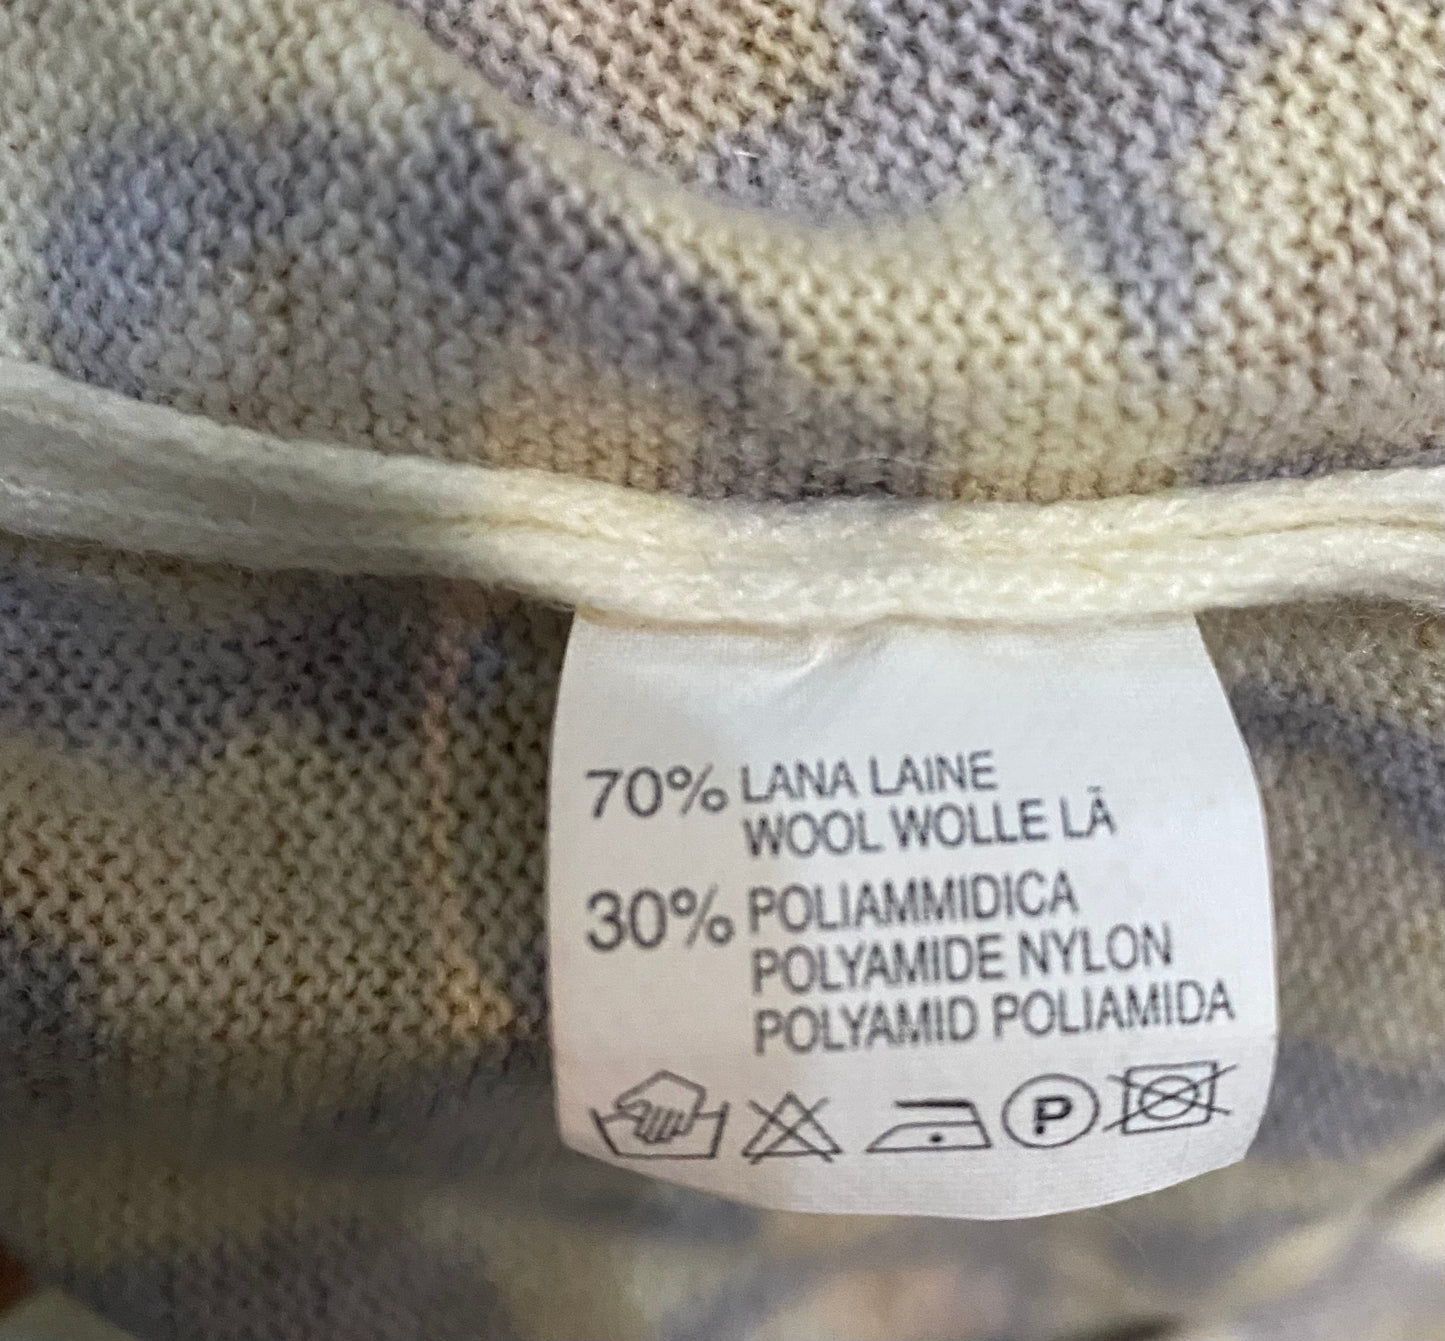 70% LANA LAINE
WOOL WOLLE LÃ
30% POLIAMMIDICA
POLYAMIDE NYLON
POLYAMID POLIAMIDA
P